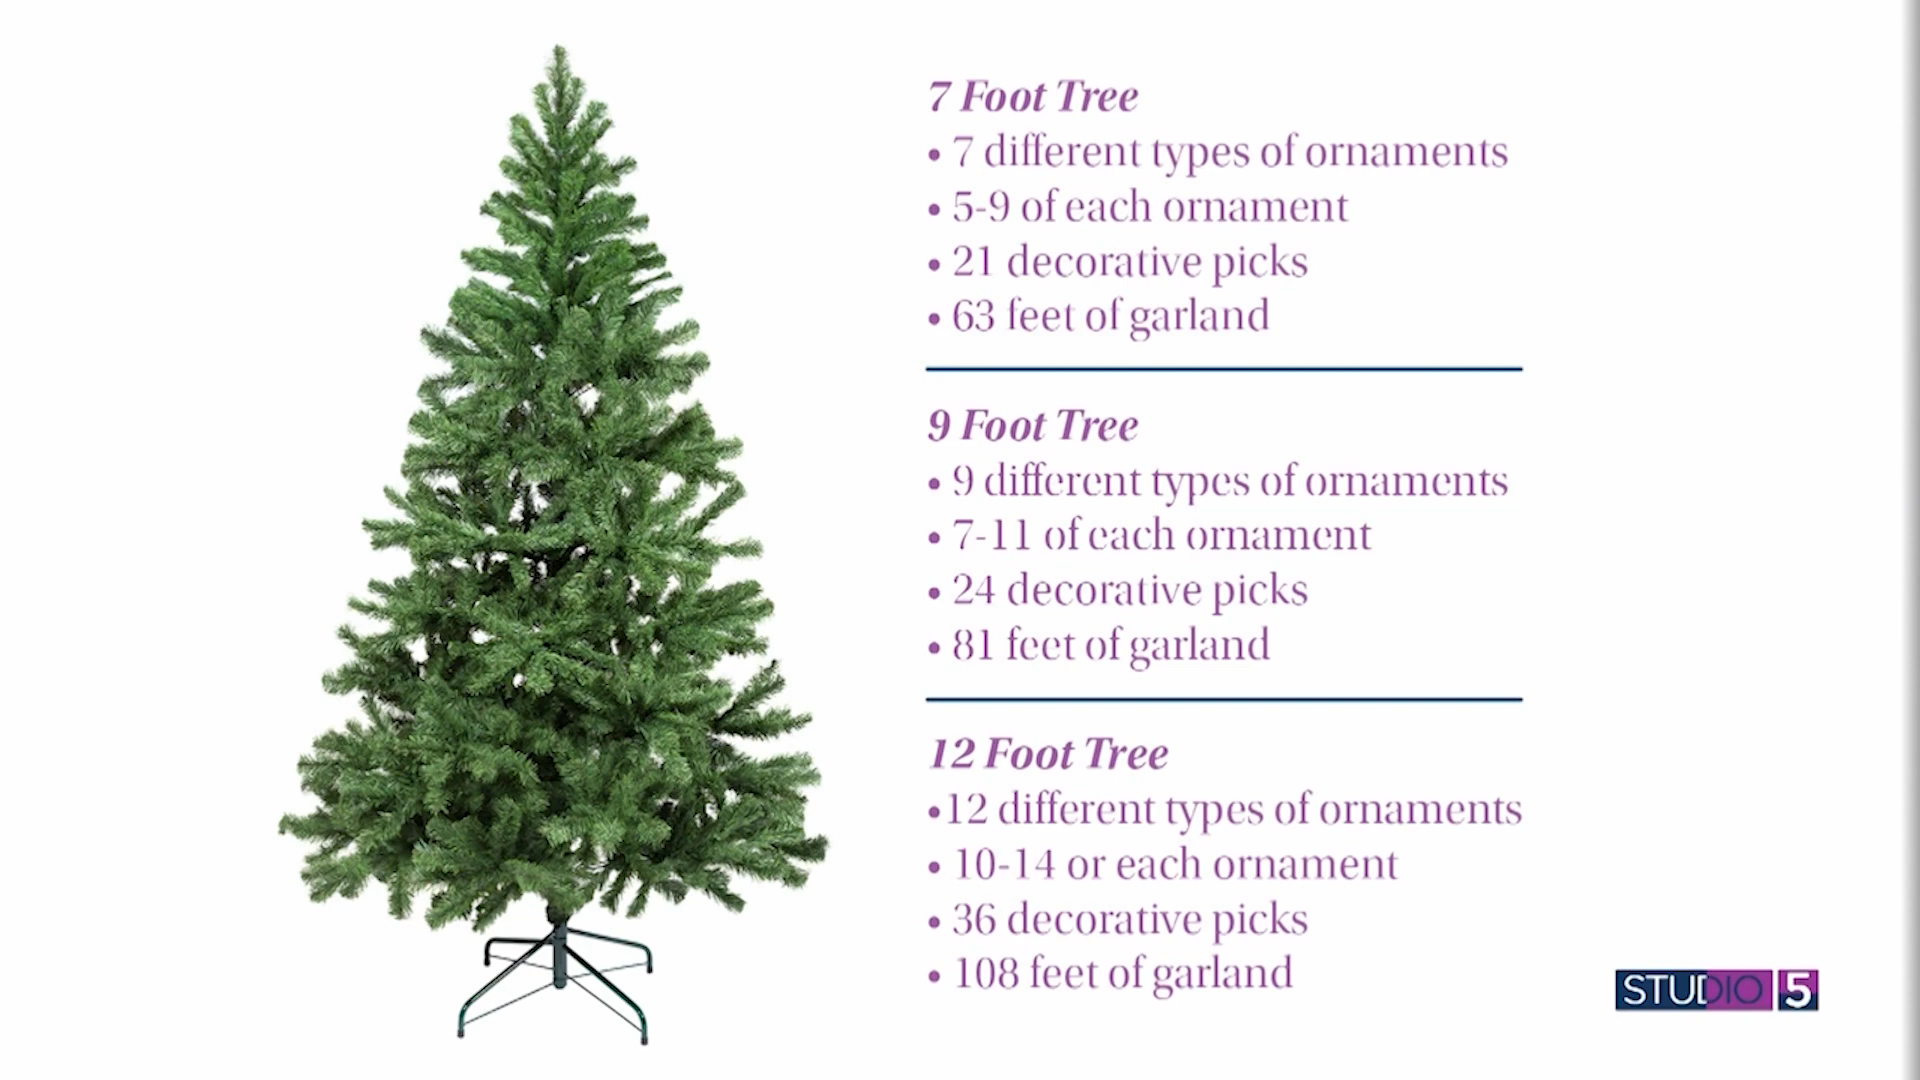 7 Foot Tree
• 7 different types of ornaments
• 5-9 of each ornament
• 21 decorative picks
• 63 feet of garland
9 Foot Tree
• 9 different types of ornaments
• 7-11 of each ornament
• 24 decorative picks
• 81 feet of garland
12 Foot Tree
•12 different types of ornaments
• 10-14 or each ornament
• 36 decorative picks
• 108 feet of garland
STUDIO 5